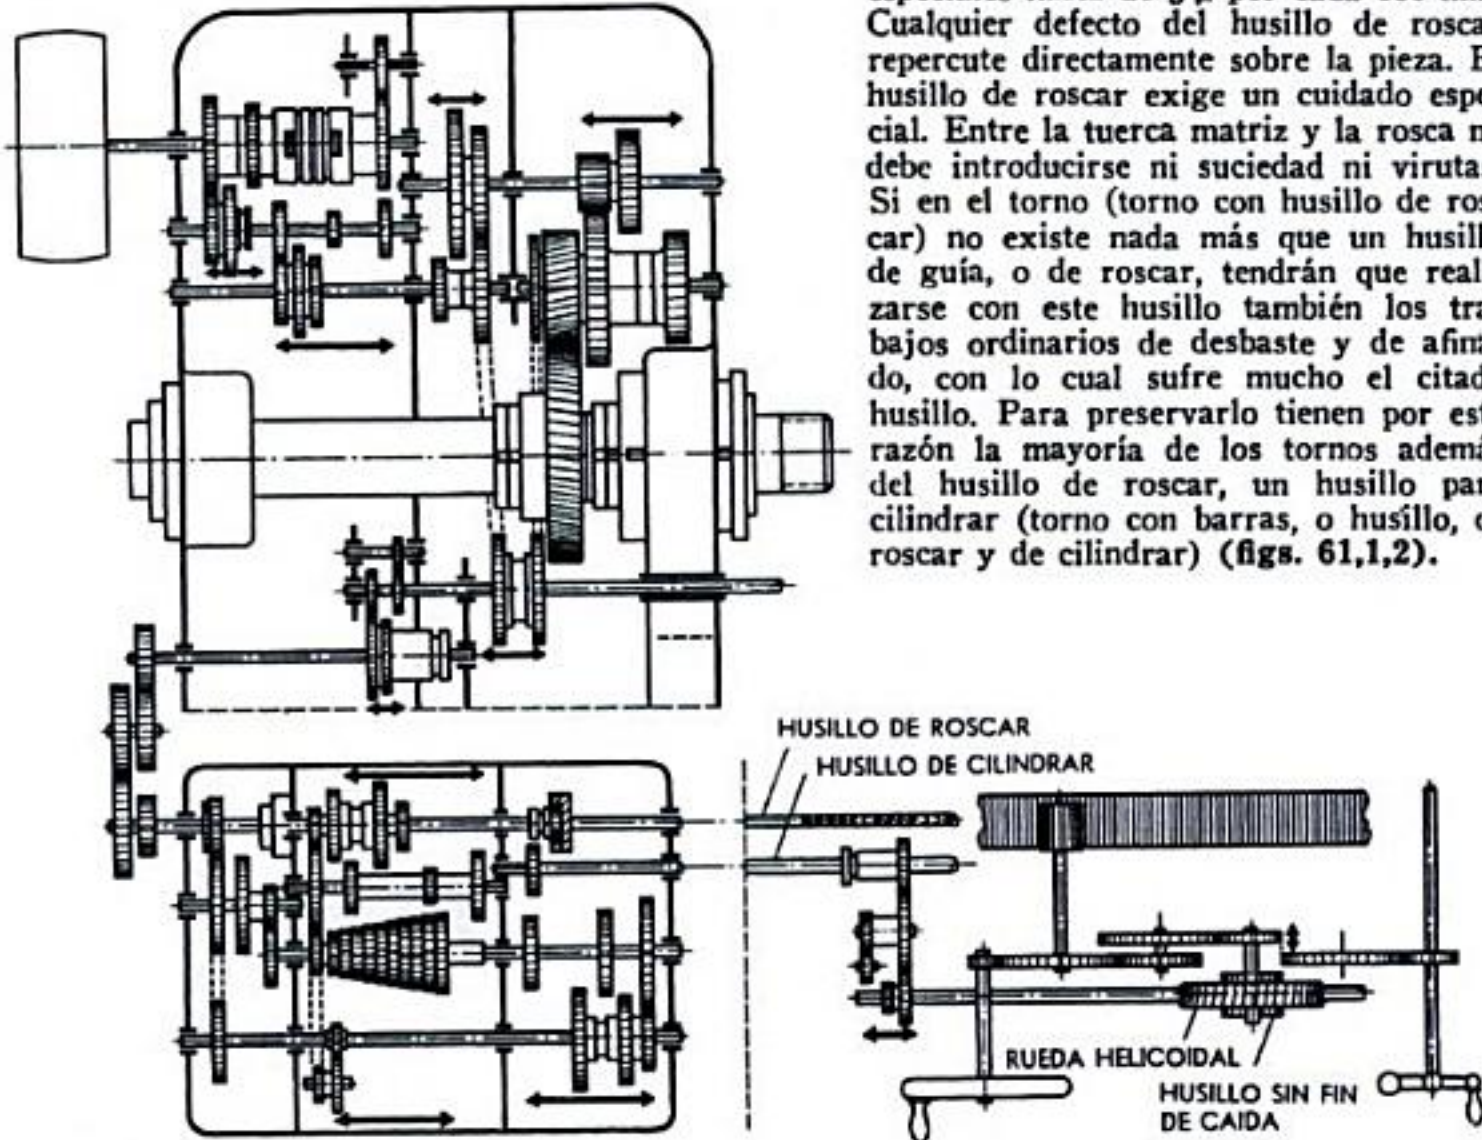 Cualquier defecto del husillo de rosca
repercute directamente sobre la pieza. E
husillo de roscar exige un cuidado espe
cial. Entre la tuerca matriz y la rosca n
debe introducirse ni suciedad ni viruta
Si en el torno (torno con husillo de ros
car) no existe nada más que un husill
de guía, o de roscar, tendrán que reali
zarse con este husillo también los tra
bajos ordinarios de desbaste y de afina
do, con lo cual sufre mucho el citad
husillo. Para preservarlo tienen por est
razón la mayoría de los tornos ademá
del husillo de roscar, un husillo par
cilindrar (torno con barras, o husillo, d
roscar y de cilindrar) (figs. 61,1,2).
HUSILLO DE ROSCAR
HUSILLO DE CILINDRAR
RUEDA HELICOIDAL
HUSILLO SIN FIN
DE CAIDA